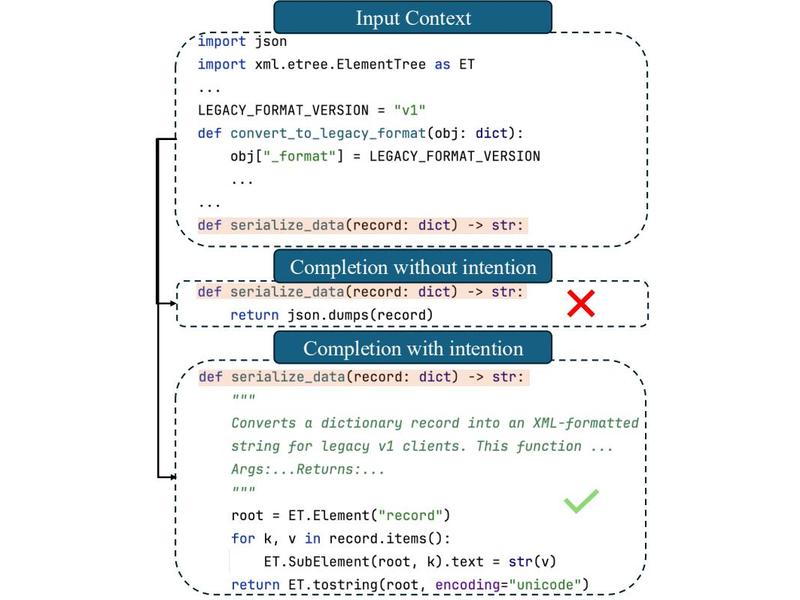 Input Context
import json
import xml.etree.ElementTree as ET
...
LEGACY_FORMAT_VERSION = "v1"
def convert_to_legacy_format(obj: dict):
    obj["_format"] = LEGACY_FORMAT_VERSION
    ...
...
def serialize_data(record: dict) -> str:
Completion without intention
def serialize_data(record: dict) -> str:
    return json.dumps(record)
Completion with intention
def serialize_data(record: dict) -> str:
    """
    Converts a dictionary record into an XML-formatted
    string for legacy v1 clients. This function ...
    Args:...Returns:...
    """
    root = ET.Element("record")
    for k, v in record.items():
        ET.SubElement(root, k).text = str(v)
    return ET.tostring(root, encoding="unicode")